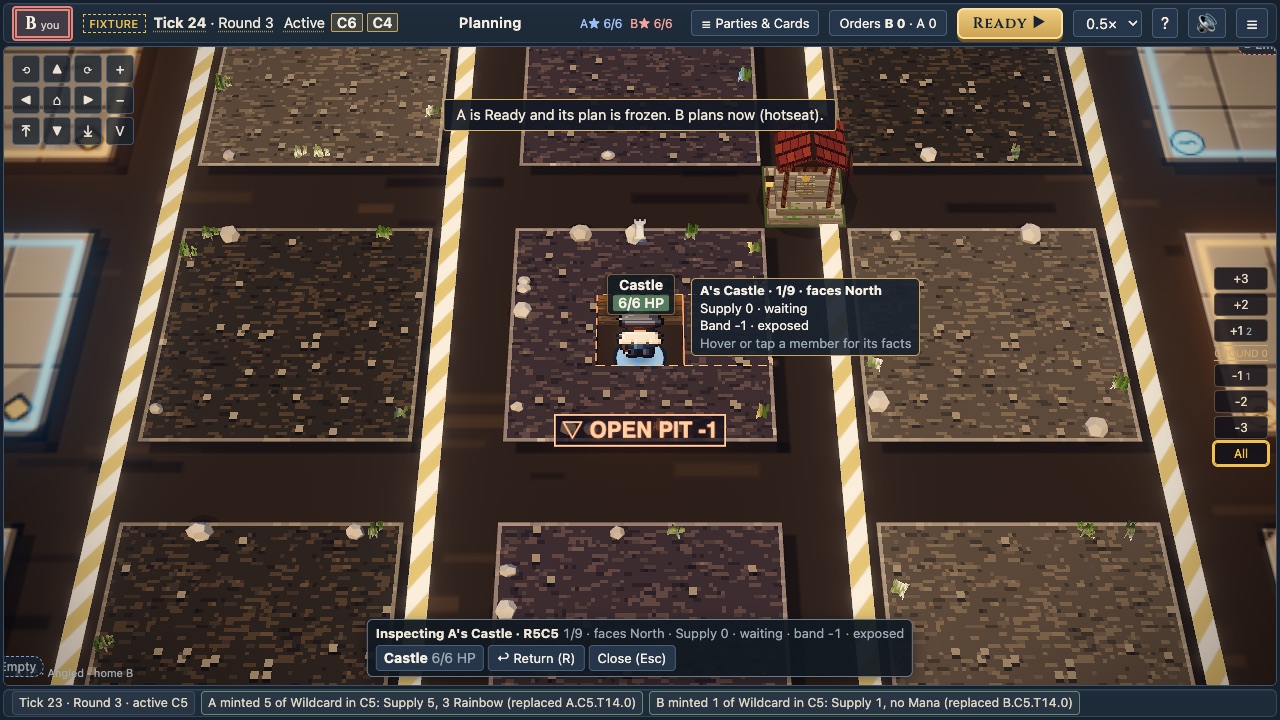 B you
FIXTURE
Tick 24 · Round 3 Active C6 C4
Planning
A★ 6/6 B★ 6/6
≡ Parties & Cards
Orders B 0 · A 0
READY ▶
0.5×
?
≡
A is Ready and its plan is frozen. B plans now (hotseat).
V
Castle
6/6 HP
A's Castle · 1/9 · faces North
Supply 0 · waiting
Band -1 · exposed
Hover or tap a member for its facts
▽ OPEN PIT -1
+3
+2
+1 2
-1 1
-2
-3
All
Inspecting A's Castle · R5C5 1/9 · faces North · Supply 0 · waiting · band -1 · exposed
Castle 6/6 HP
↩ Return (R)
Close (Esc)
Empty
Angled · home B
Tick 23 · Round 3 · active C5
A minted 5 of Wildcard in C5: Supply 5, 3 Rainbow (replaced A.C5.T14.0)
B minted 1 of Wildcard in C5: Supply 1, no Mana (replaced B.C5.T14.0)